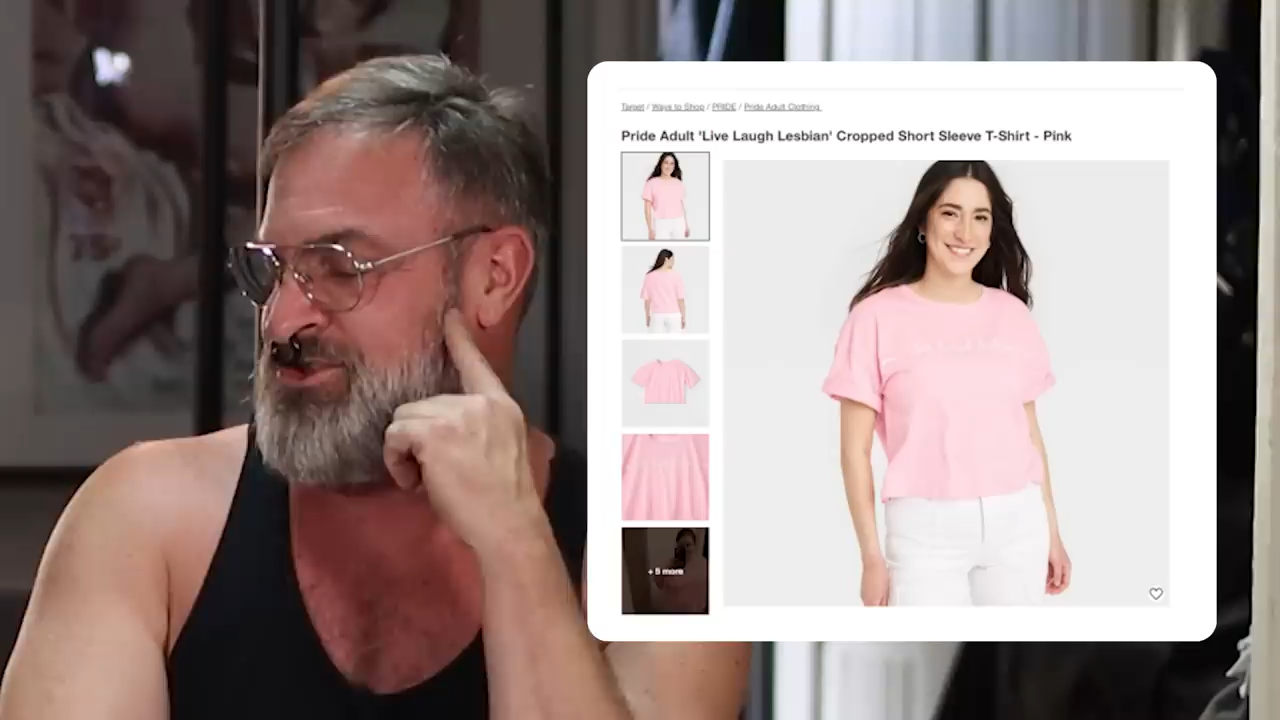 Target / Ways to Shop / PRIDE / Pride Adult Clothing
Pride Adult 'Live Laugh Lesbian' Cropped Short Sleeve T-Shirt - Pink
+ 5 more